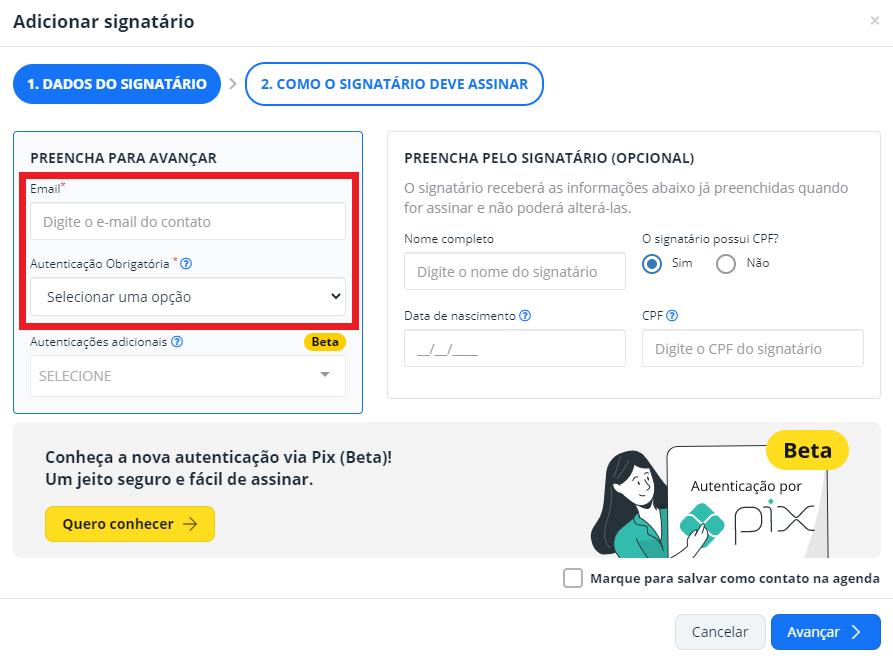 Adicionar signatário
×
1. DADOS DO SIGNATÁRIO
2. COMO O SIGNATÁRIO DEVE ASSINAR
PREENCHA PARA AVANÇAR
Email*
Digite o e-mail do contato
Autenticação Obrigatória *
Selecionar uma opção
Autenticações adicionais
Beta
SELECIONE
PREENCHA PELO SIGNATÁRIO (OPCIONAL)
O signatário receberá as informações abaixo já preenchidas quando
for assinar e não poderá alterá-las.
Nome completo
Digite o nome do signatário
O signatário possui CPF?
Sim
Não
Data de nascimento
__/__/____
CPF
Digite o CPF do signatário
Conheça a nova autenticação via Pix (Beta)!
Um jeito seguro e fácil de assinar.
Quero conhecer →
Beta
Autenticação por
pix
Marque para salvar como contato na agenda
Cancelar
Avançar